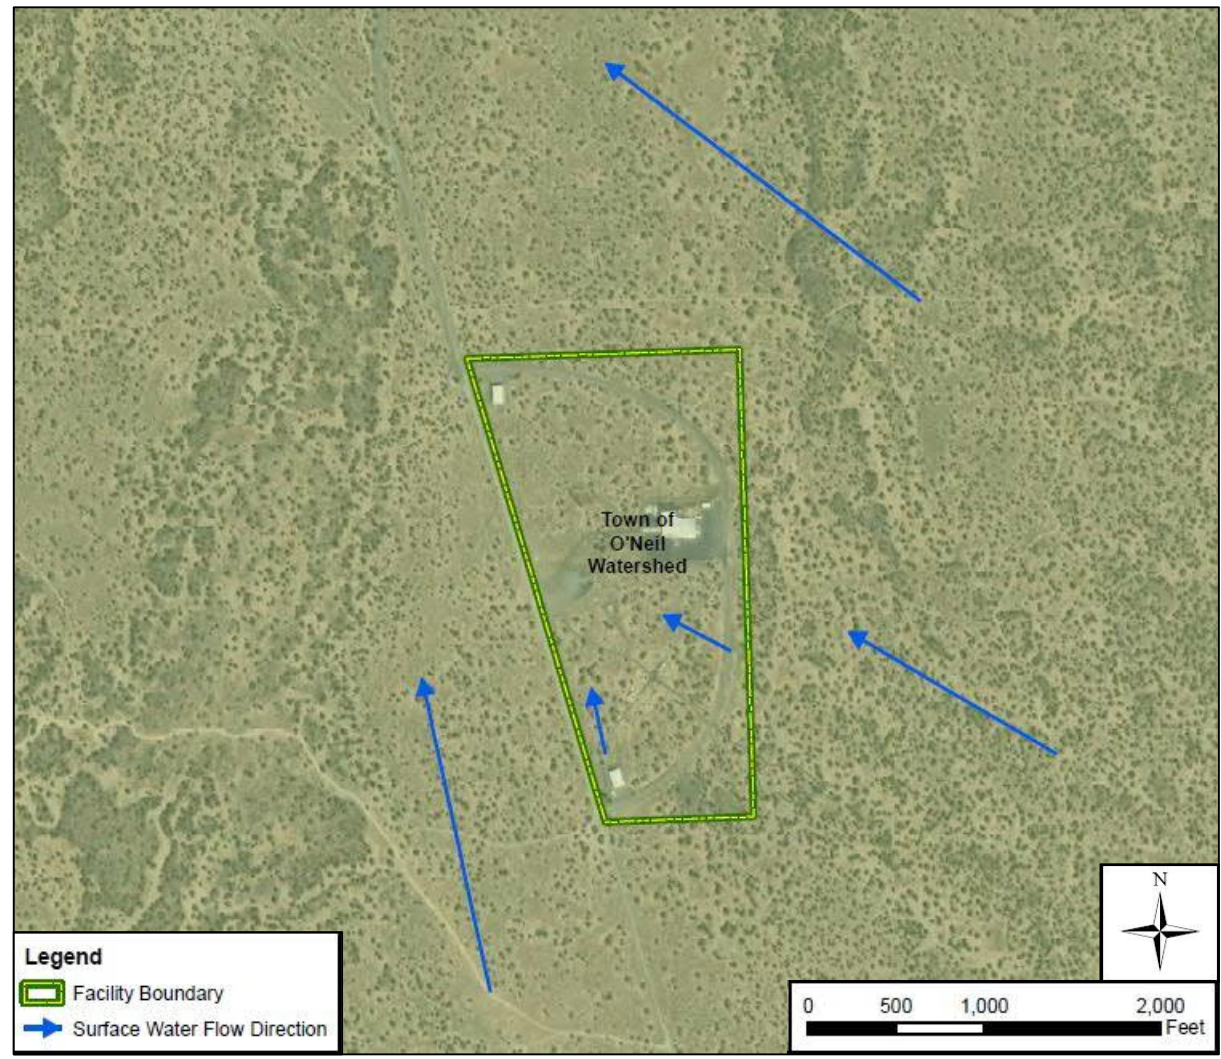 Town of
O'Neil
Watershed
N
Legend
Facility Boundary
Surface Water Flow Direction
0 500 1,000 2,000
Feet